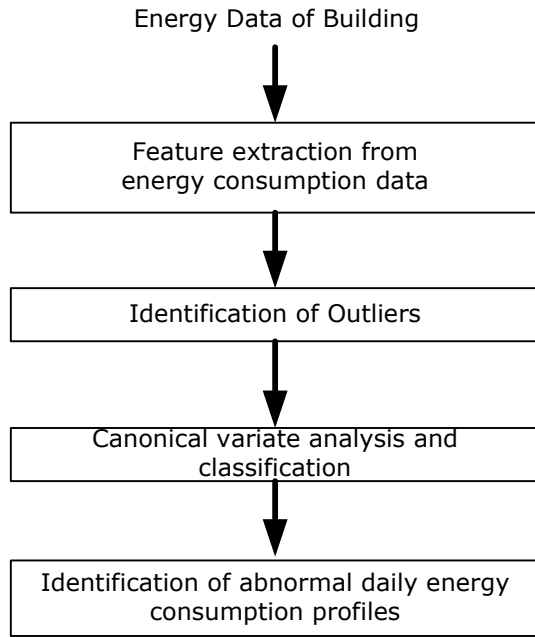 Energy Data of Building
Feature extraction from
energy consumption data
Identification of Outliers
Canonical variate analysis and
classification
Identification of abnormal daily energy
consumption profiles